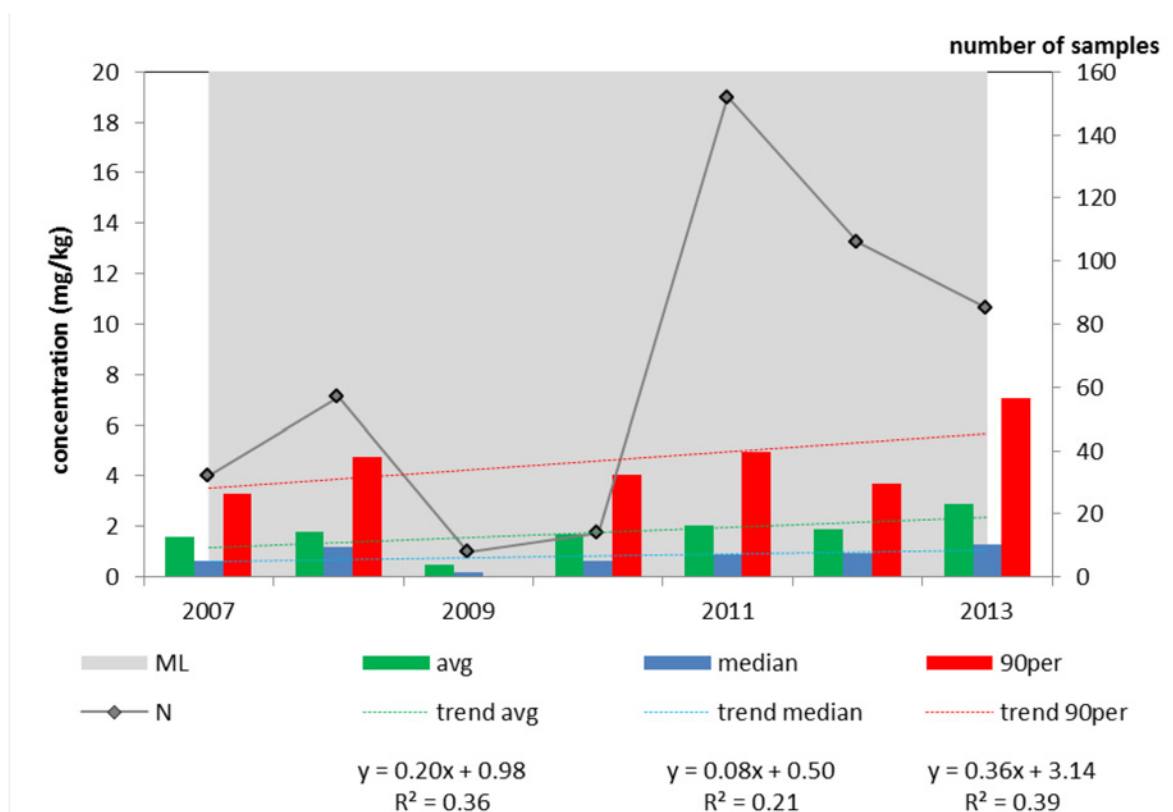 number of samples
20
18
16
14
12
10
8
6
4
2
0
concentration (mg/kg)
160
140
120
100
80
60
40
20
0
2007 2009 2011 2013
ML avg median 90per
N trend avg trend median trend 90per
y = 0.20x + 0.98 y = 0.08x + 0.50 y = 0.36x + 3.14
R² = 0.36 R² = 0.21 R² = 0.39